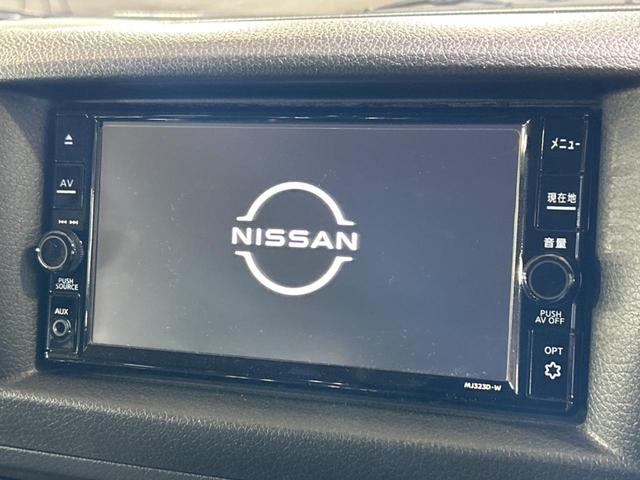 AV
PUSH
SOURCE
AUX
NISSAN
メニュー
現在地
音量
PUSH
AV OFF
OPT
MJ323D-W